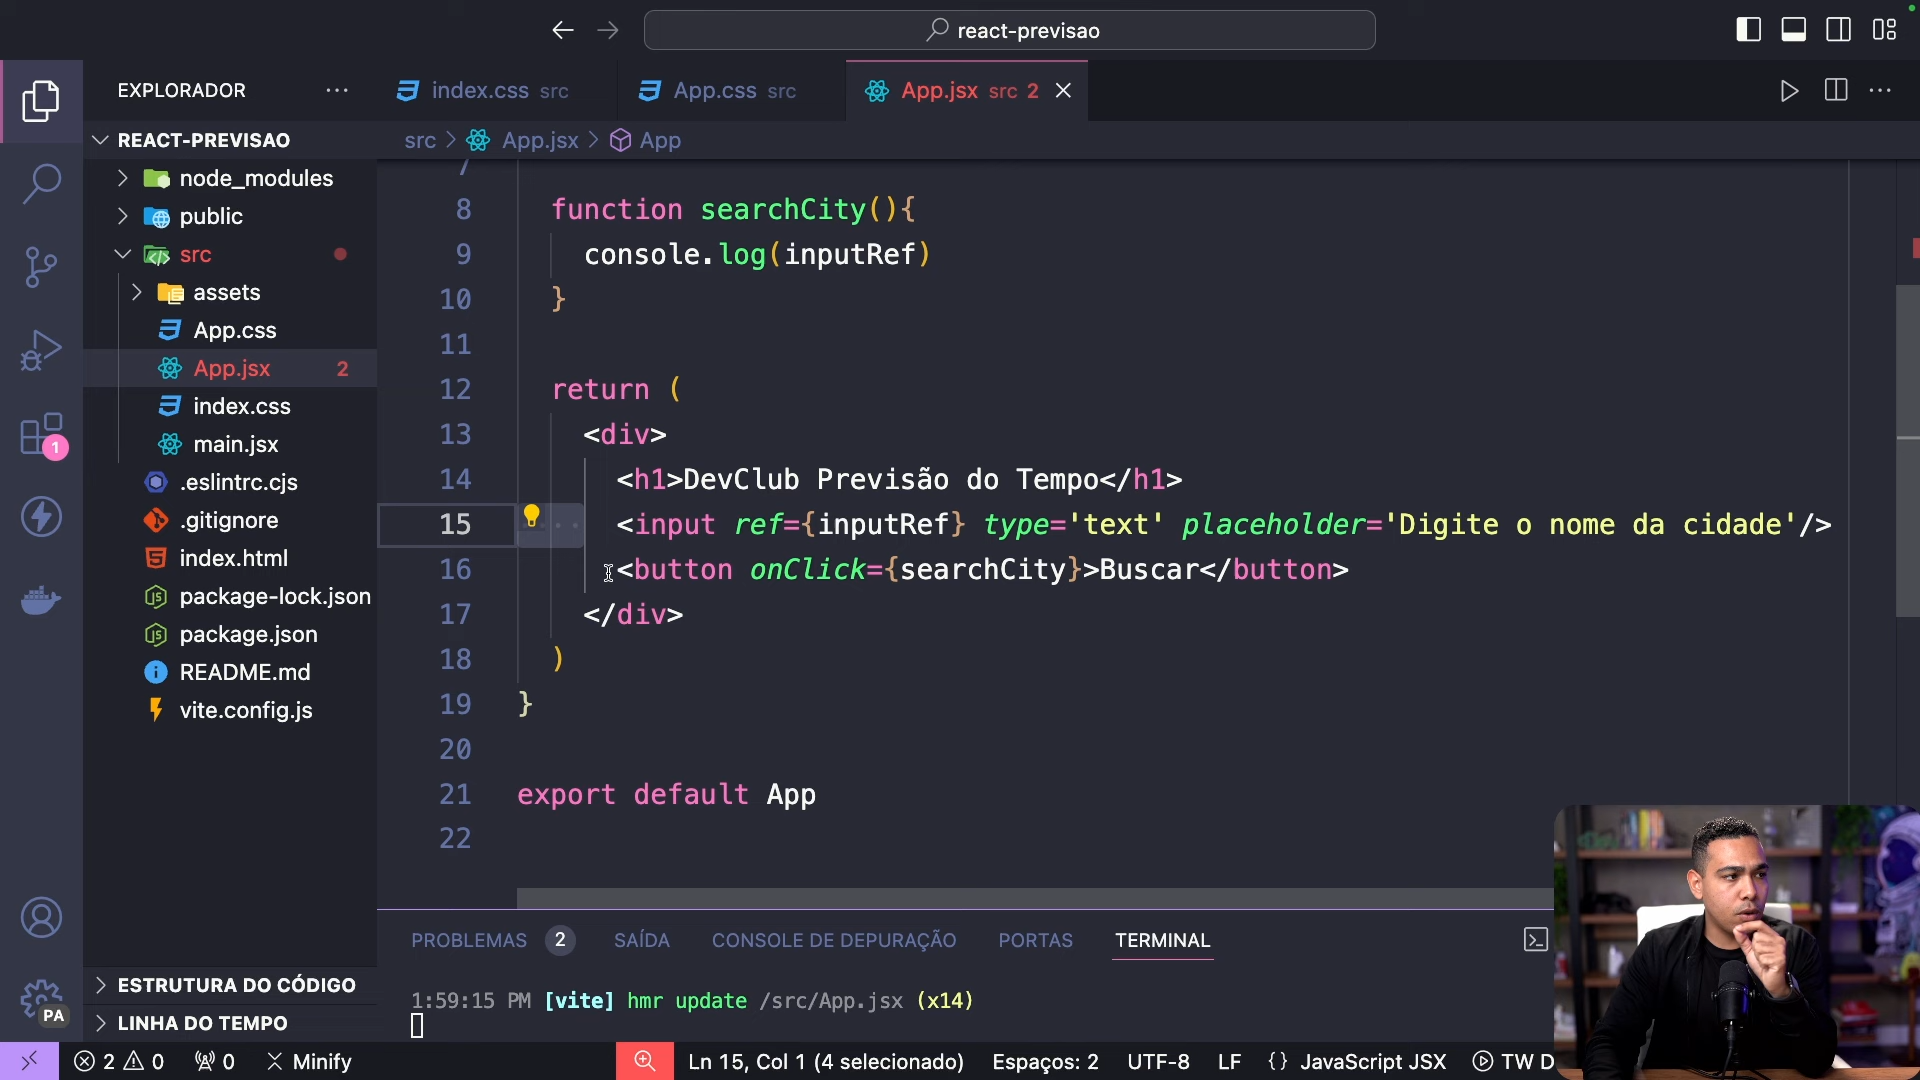 react-previsao
EXPLORADOR
index.css src
App.css src
App.jsx src 2
REACT-PREVISAO
src > App.jsx > App
node_modules
public
src
assets
App.css
App.jsx 2
index.css
main.jsx
.eslintrc.cjs
.gitignore
index.html
package-lock.json
package.json
README.md
vite.config.js
ESTRUTURA DO CÓDIGO
LINHA DO TEMPO
1
PA
7
8 function searchCity(){
9 console.log(inputRef)
10 }
11
12 return (
13 <div>
14 <h1>DevClub Previsão do Tempo</h1>
15 <input ref={inputRef} type='text' placeholder='Digite o nome da cidade'/>
16 <button onClick={searchCity}>Buscar</button>
17 </div>
18 )
19 }
20
21 export default App
22
PROBLEMAS 2 SAÍDA CONSOLE DE DEPURAÇÃO PORTAS TERMINAL
1:59:15 PM [vite] hmr update /src/App.jsx (x14)
2 0 0 Minify Ln 15, Col 1 (4 selecionado) Espaços: 2 UTF-8 LF {} JavaScript JSX TW D